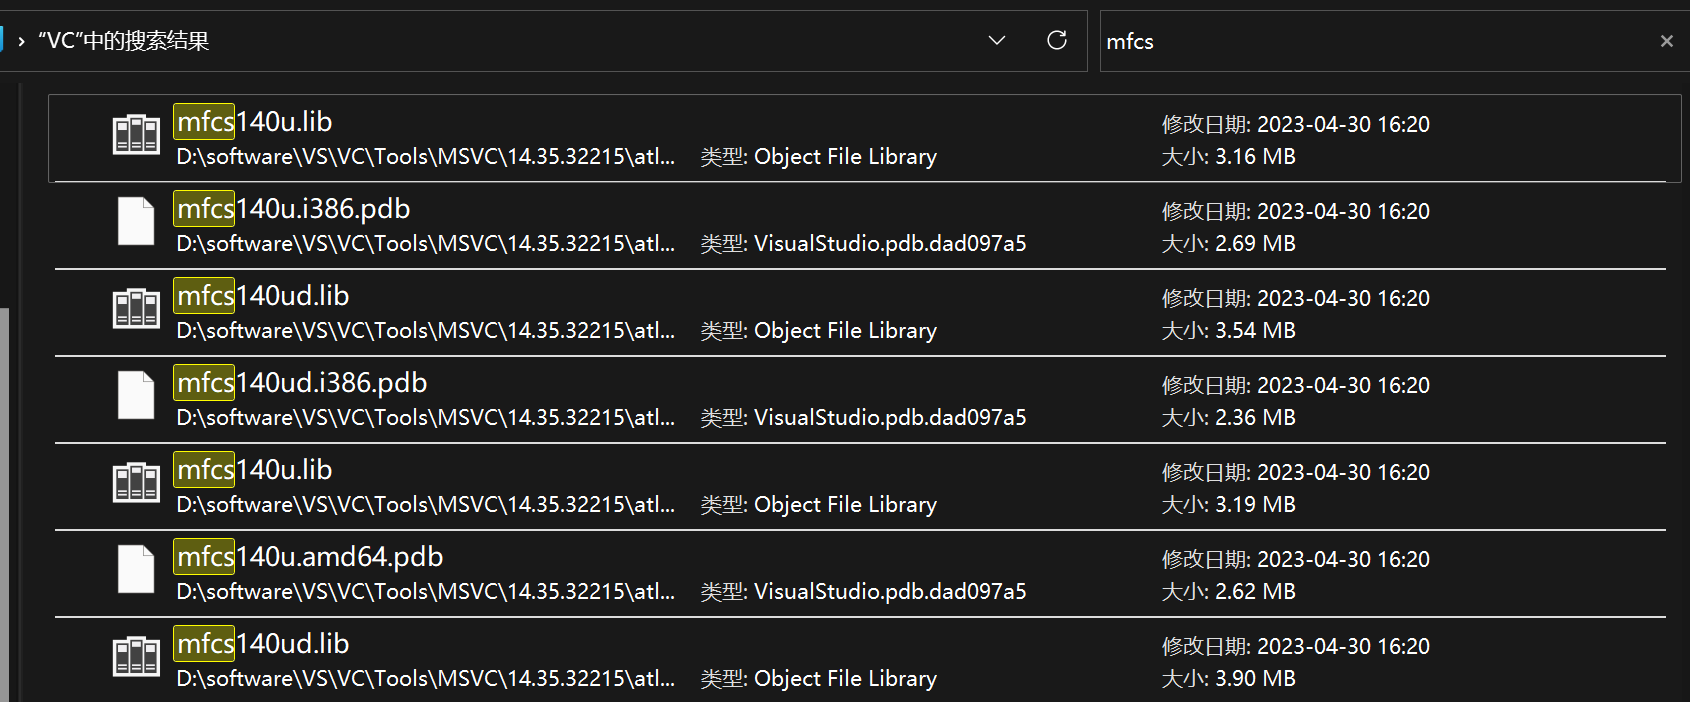 › “VC”中的搜索结果
mfcs
mfcs140u.lib
修改日期: 2023-04-30 16:20
D:\software\VS\VC\Tools\MSVC\14.35.32215\atl... 类型: Object File Library
大小: 3.16 MB
mfcs140u.i386.pdb
修改日期: 2023-04-30 16:20
D:\software\VS\VC\Tools\MSVC\14.35.32215\atl... 类型: VisualStudio.pdb.dad097a5
大小: 2.69 MB
mfcs140ud.lib
修改日期: 2023-04-30 16:20
D:\software\VS\VC\Tools\MSVC\14.35.32215\atl... 类型: Object File Library
大小: 3.54 MB
mfcs140ud.i386.pdb
修改日期: 2023-04-30 16:20
D:\software\VS\VC\Tools\MSVC\14.35.32215\atl... 类型: VisualStudio.pdb.dad097a5
大小: 2.36 MB
mfcs140u.lib
修改日期: 2023-04-30 16:20
D:\software\VS\VC\Tools\MSVC\14.35.32215\atl... 类型: Object File Library
大小: 3.19 MB
mfcs140u.amd64.pdb
修改日期: 2023-04-30 16:20
D:\software\VS\VC\Tools\MSVC\14.35.32215\atl... 类型: VisualStudio.pdb.dad097a5
大小: 2.62 MB
mfcs140ud.lib
修改日期: 2023-04-30 16:20
D:\software\VS\VC\Tools\MSVC\14.35.32215\atl... 类型: Object File Library
大小: 3.90 MB